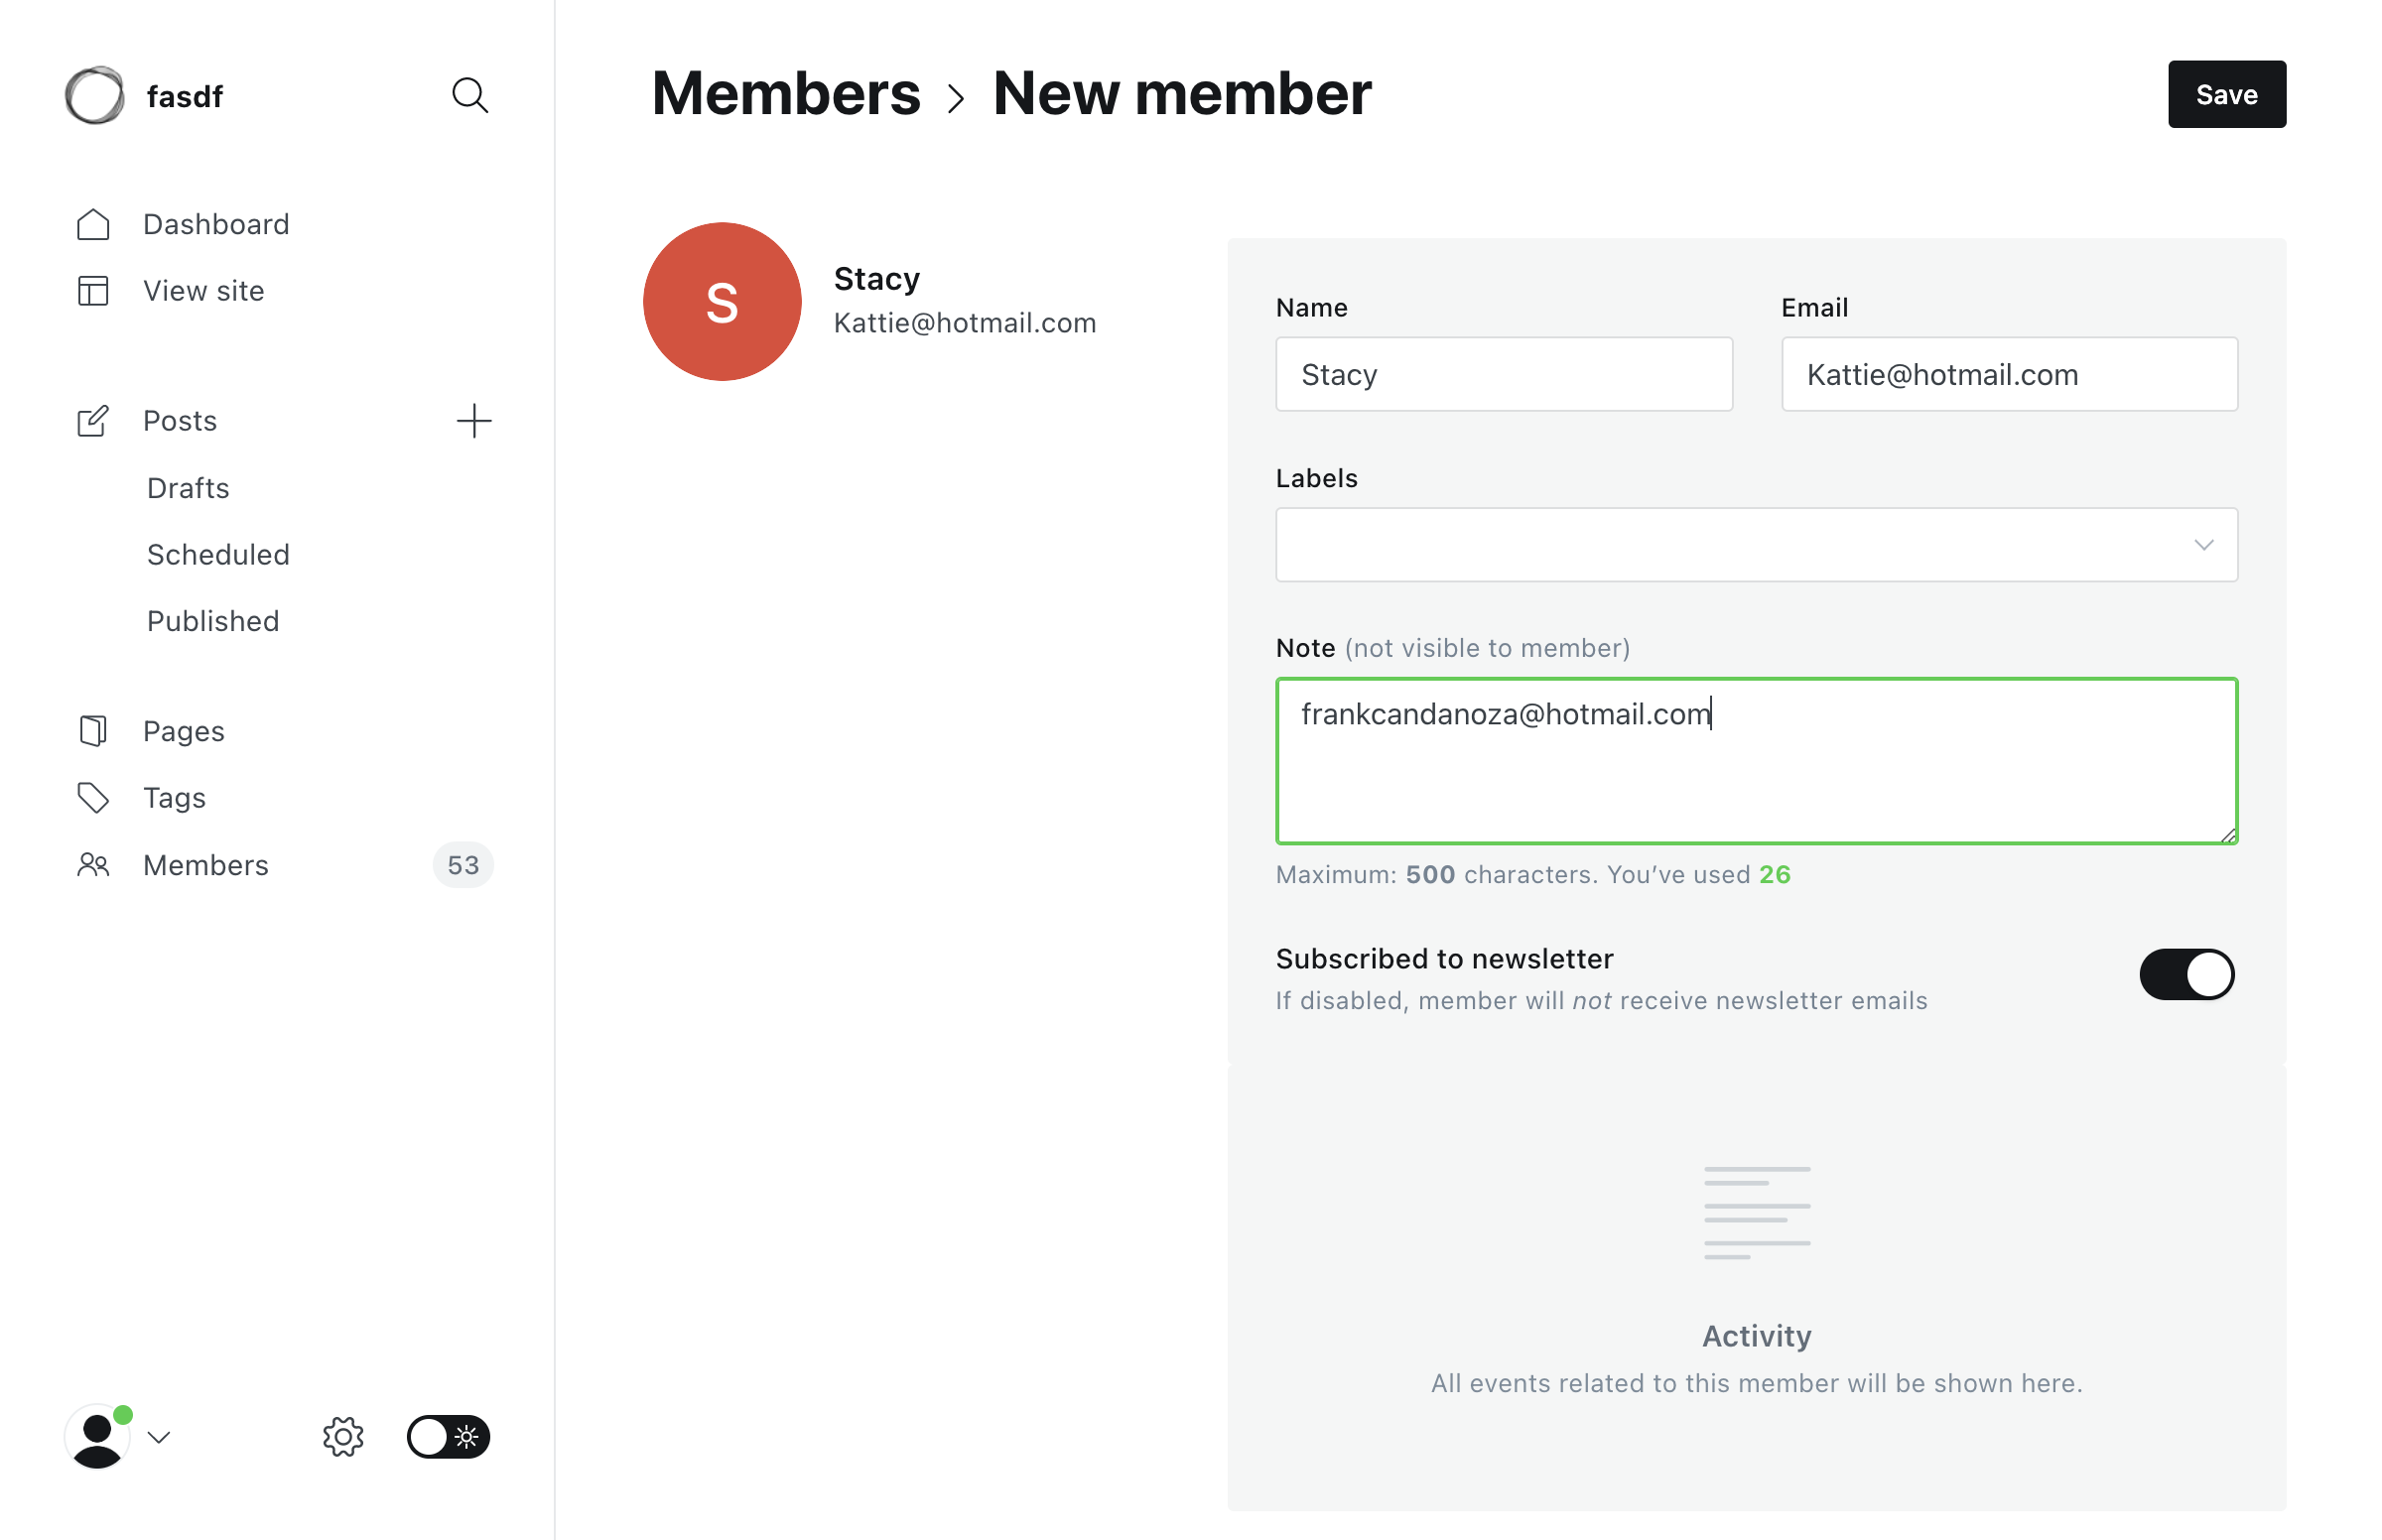 fasdf
Dashboard
View site
Posts
Drafts
Scheduled
Published
Pages
Tags
Members 53
Members > New member
Save
S
Stacy
Kattie@hotmail.com
Name
Stacy
Email
Kattie@hotmail.com
Labels
Note (not visible to member)
frankcandanoza@hotmail.com
Maximum: 500 characters. You’ve used 26
Subscribed to newsletter
If disabled, member will not receive newsletter emails
Activity
All events related to this member will be shown here.